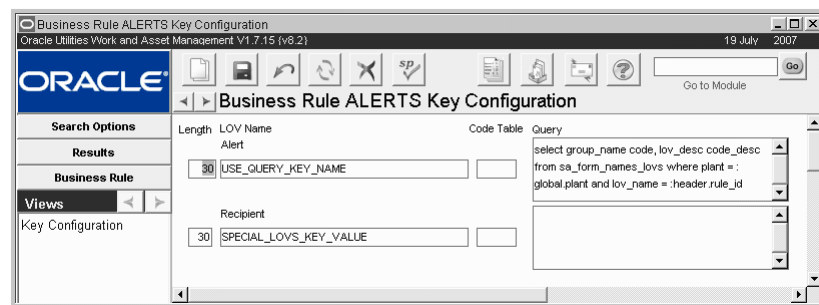 Business Rule ALERTS Key Configuration
Oracle Utilities Work and Asset Management V1.7.15 {v8.2} 19 July 2007
ORACLE
Go
Go to Module
Business Rule ALERTS Key Configuration
Search Options
Results
Business Rule
Views
Key Configuration
Length LOV Name Code Table Query
Alert
30 USE_QUERY_KEY_NAME
select group_name code, lov_desc code_desc
from sa_form_names_lovs where plant = :
global.plant and lov_name = :header.rule_id
Recipient
30 SPECIAL_LOVS_KEY_VALUE